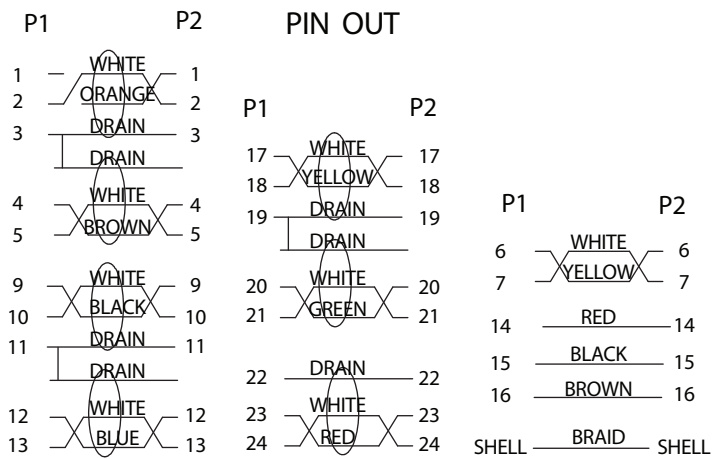 PIN OUT
P1 P2
1 WHITE 1
2 ORANGE 2
3 DRAIN 3
DRAIN
4 WHITE 4
5 BROWN 5
9 WHITE 9
10 BLACK 10
11 DRAIN 11
DRAIN
12 WHITE 12
13 BLUE 13
P1 P2
17 WHITE 17
18 YELLOW 18
19 DRAIN 19
DRAIN
20 WHITE 20
21 GREEN 21
22 DRAIN 22
23 WHITE 23
24 RED 24
P1 P2
6 WHITE 6
7 YELLOW 7
14 RED 14
15 BLACK 15
16 BROWN 16
SHELL BRAID SHELL